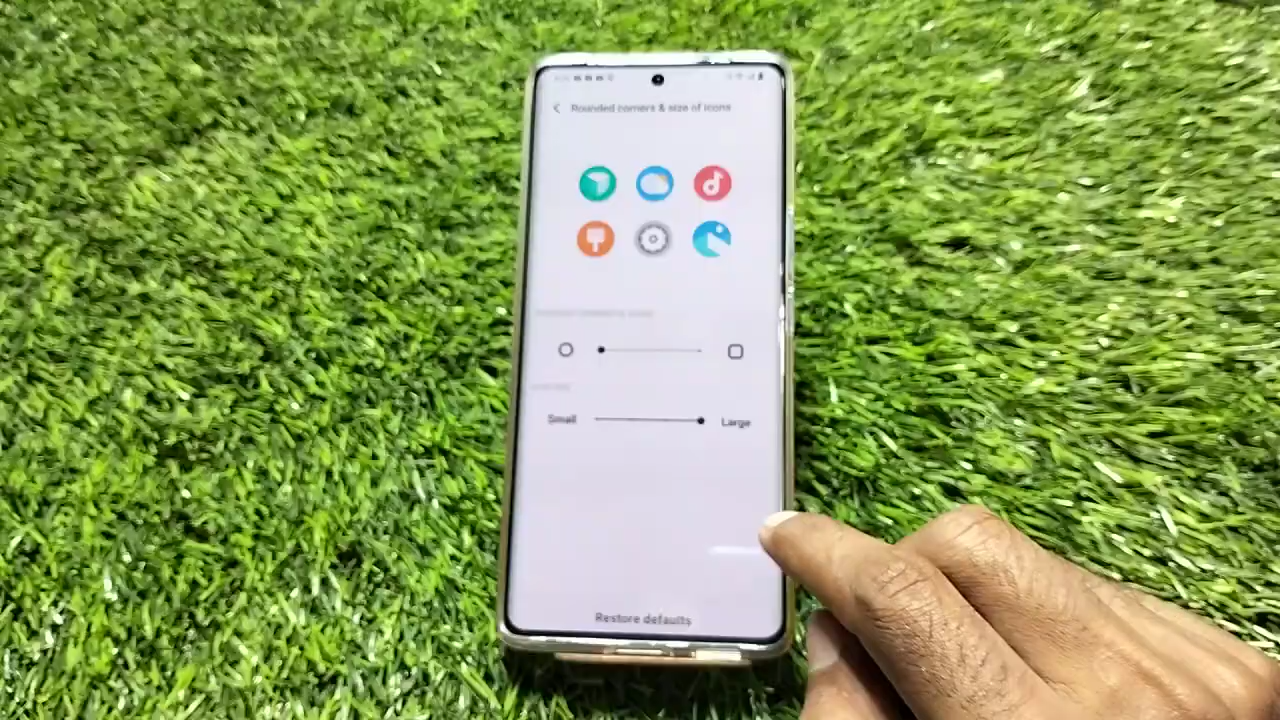 Rounded corners & size of icons
Small
Large
Restore defaults